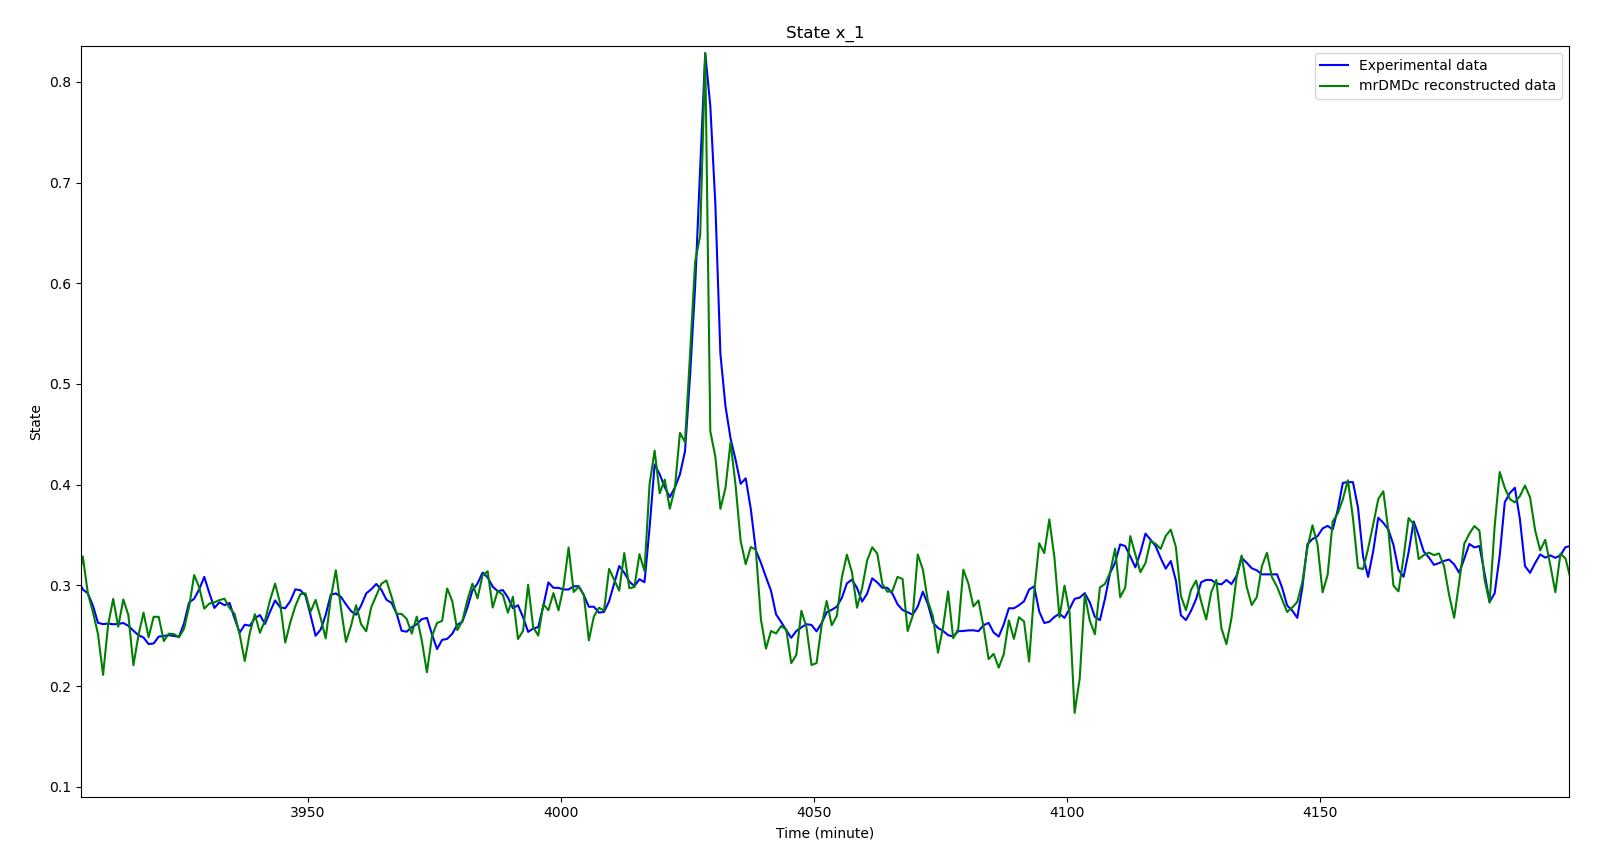 State x_1
Experimental data
mrDMDc reconstructed data
0.8
0.7
0.6
0.5
0.4
0.3
0.2
0.1
State
3950
4000
4050
4100
4150
Time (minute)